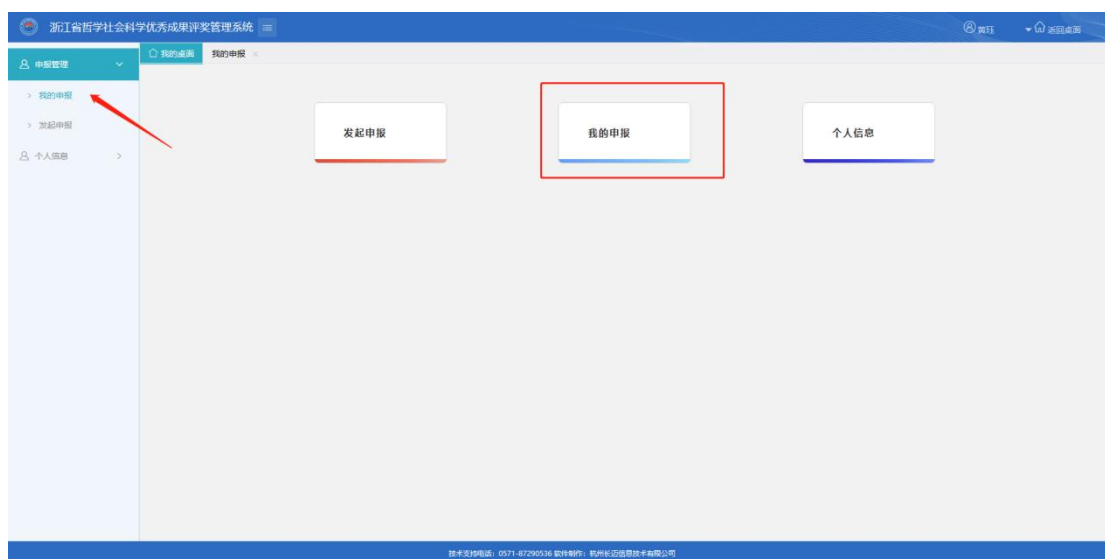 浙江省哲学社会科学优秀成果评奖管理系统
黄珏
返回桌面
申报管理
我的桌面
我的申报
> 我的申报
> 发起申报
个人信息 >
发起申报
我的申报
个人信息
技术支持电话：0571-87290536 软件制作：杭州长迈信息技术有限公司